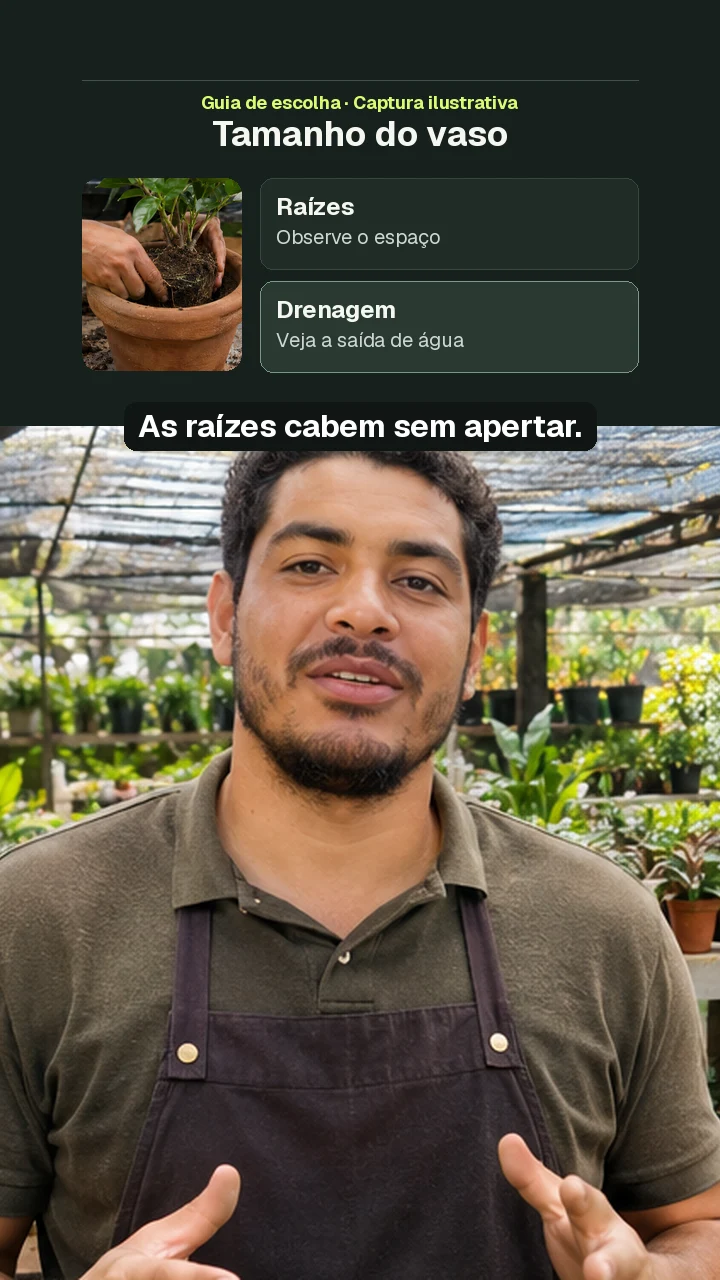 Guia de escolha · Captura ilustrativa
Tamanho do vaso
Raízes
Observe o espaço
Drenagem
Veja a saída de água
As raízes cabem sem apertar.